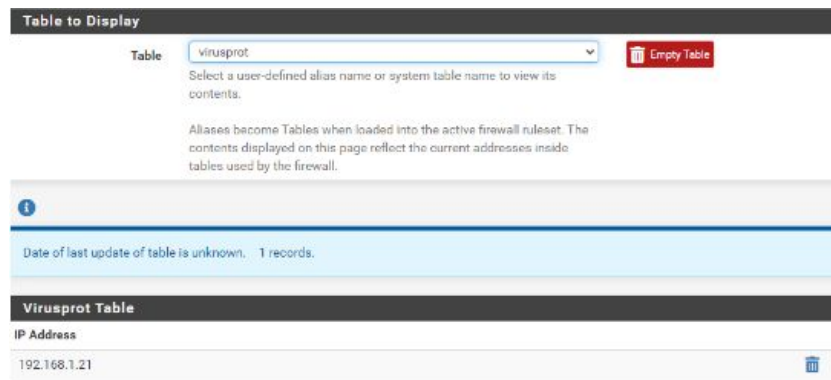 Table to Display
Table
virusprot
Empty Table
Select a user-defined alias name or system table name to view its
contents.
Aliases become Tables when loaded into the active firewall ruleset. The
contents displayed on this page reflect the current addresses inside
tables used by the firewall.
Date of last update of table is unknown. 1 records.
Virusprot Table
IP Address
192.168.1.21